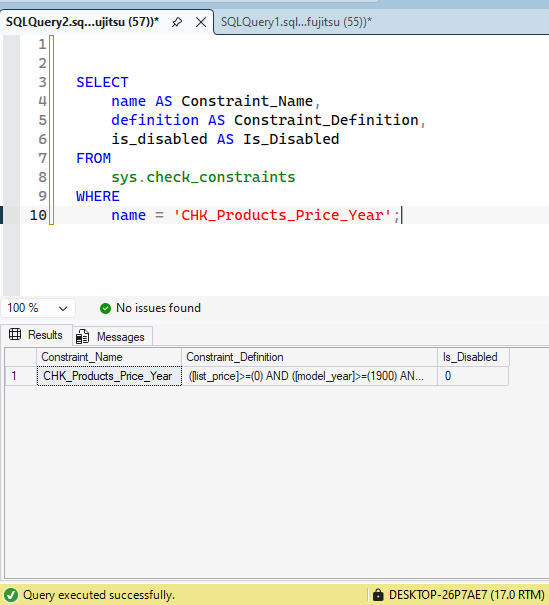 SQLQuery2.sq...ujitsu (57))* SQLQuery1.sql...fujitsu (55))*
1
2
3 SELECT
4 name AS Constraint_Name,
5 definition AS Constraint_Definition,
6 is_disabled AS Is_Disabled
7 FROM
8 sys.check_constraints
9 WHERE
10 name = 'CHK_Products_Price_Year';
100 % No issues found
Results Messages
Constraint_Name Constraint_Definition Is_Disabled
1 CHK_Products_Price_Year ([list_price]>=(0) AND ([model_year]>=(1900) AN... 0
Query executed successfully. DESKTOP-26P7AE7 (17.0 RTM)